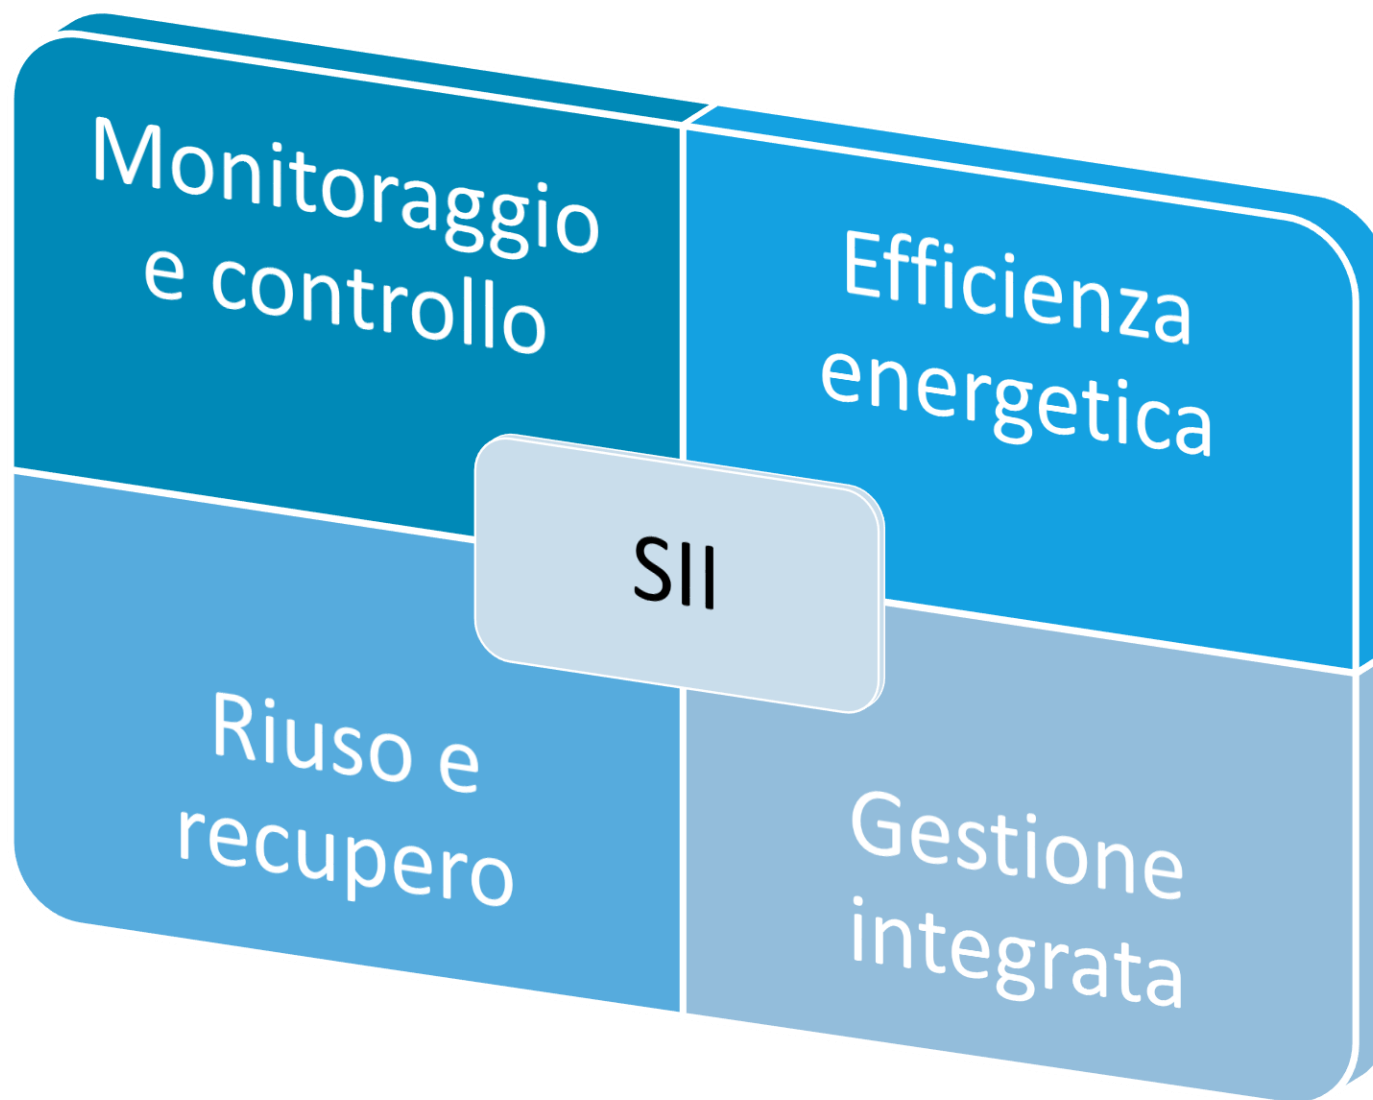 Monitoraggio
e controllo
Efficienza
energetica
SII
Riuso e
recupero
Gestione
integrata